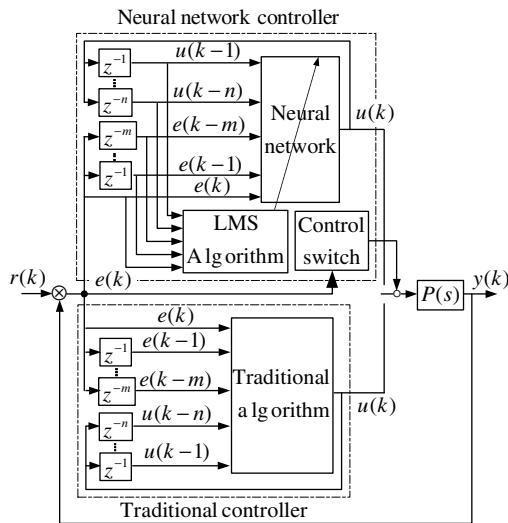 Neural network controller
z⁻¹
u(k−1)
z⁻ⁿ
u(k−n)
u(k)
z⁻ᵐ
e(k−m)
Neural
network
z⁻¹
e(k−1)
e(k)
LMS
Algorithm
Control
switch
r(k)
e(k)
P(s)
y(k)
e(k)
z⁻¹
e(k−1)
z⁻ᵐ
e(k−m)
Traditional
algorithm
z⁻ⁿ
u(k−n)
u(k)
z⁻¹
u(k−1)
Traditional controller